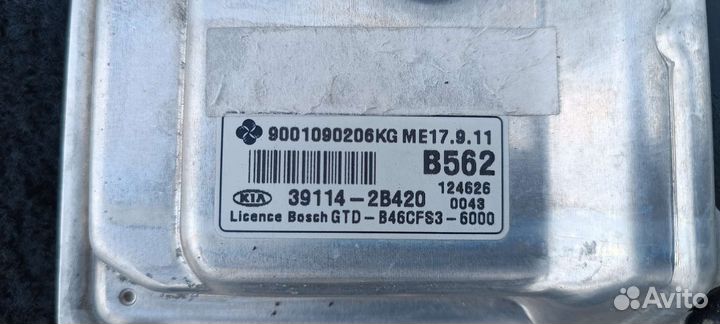 9001090206KG ME17.9.11
B562
124626
KIA 39114-2B420 0043
Licence Bosch GTD-B46CFS3-6000
Avito